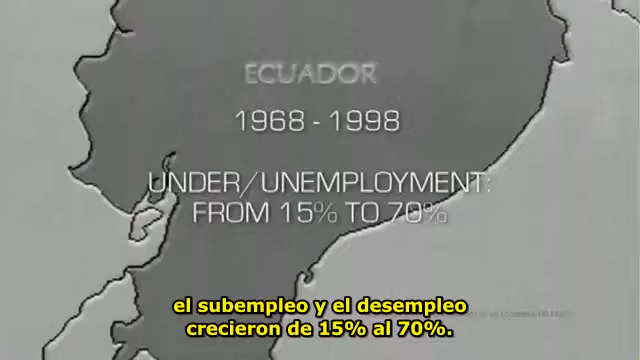 ECUADOR
1968 - 1998
UNDER/UNEMPLOYMENT:
FROM 15% TO 70%
el subempleo y el desempleo
crecieron de 15% al 70%.